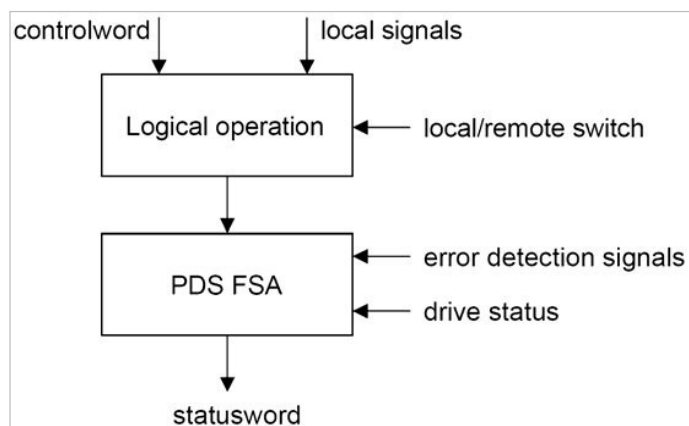 controlword
local signals
Logical operation
local/remote switch
PDS FSA
error detection signals
drive status
statusword